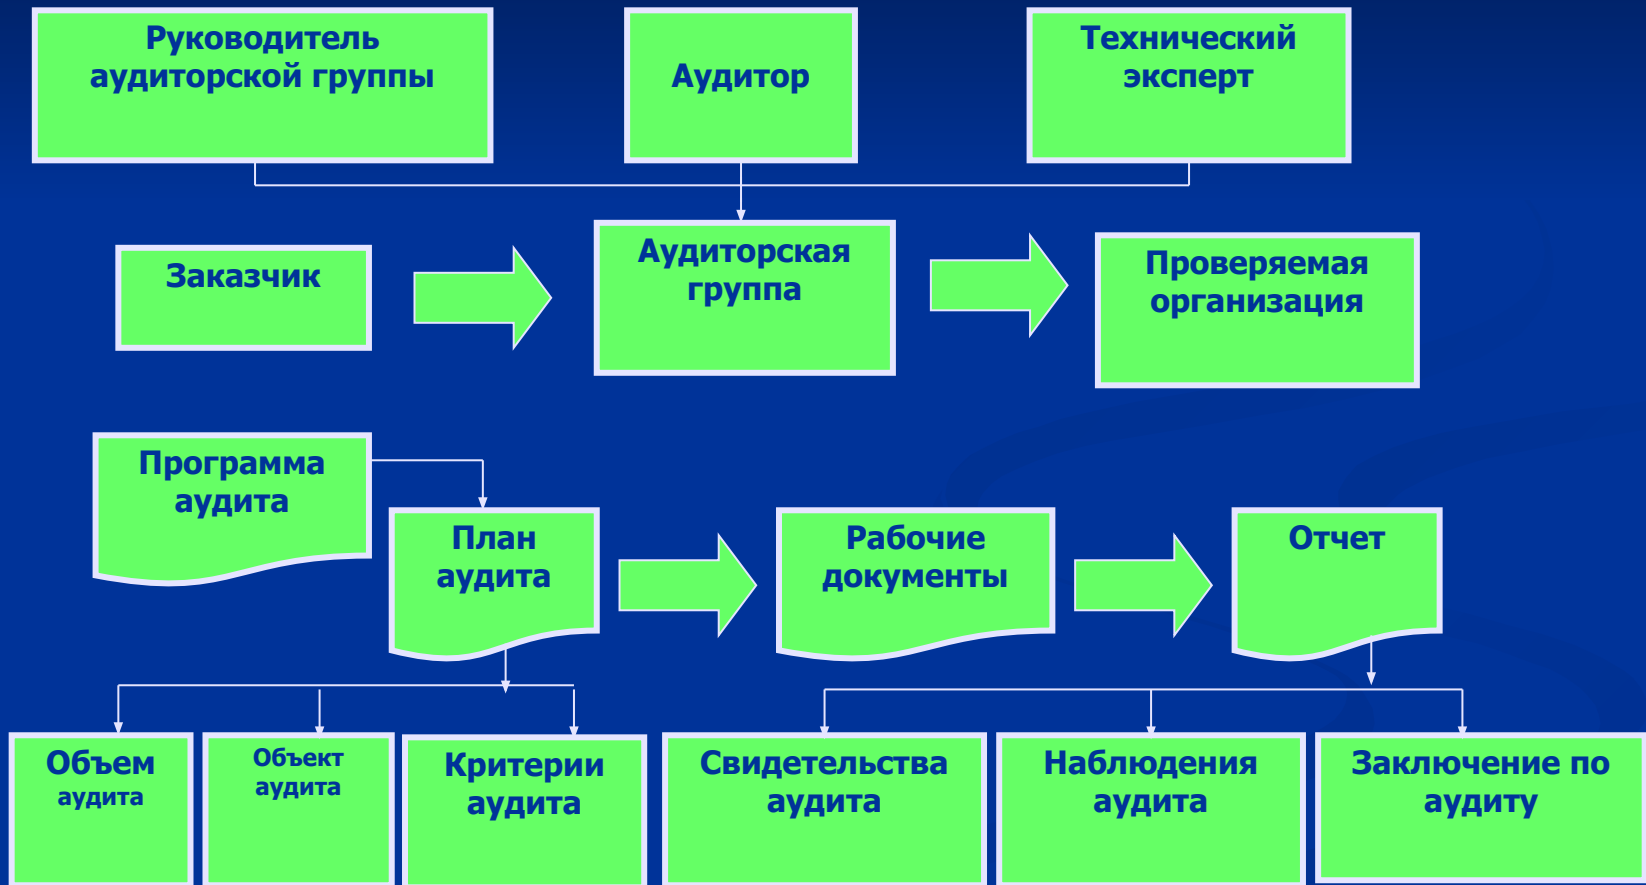 Руководитель
аудиторской группы
Аудитор
Технический
эксперт
Заказчик
Аудиторская
группа
Проверяемая
организация
Программа
аудита
План
аудита
Рабочие
документы
Отчет
Объем
аудита
Объект
аудита
Критерии
аудита
Свидетельства
аудита
Наблюдения
аудита
Заключение по
аудиту